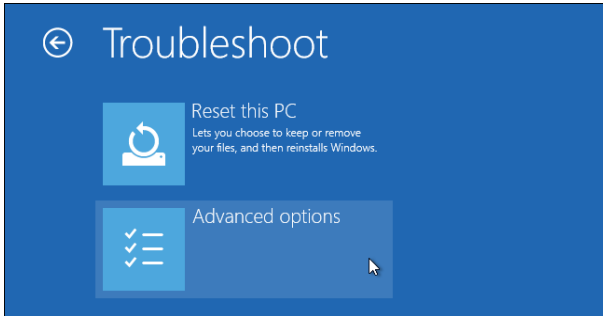 Troubleshoot
Reset this PC
Lets you choose to keep or remove
your files, and then reinstalls Windows.
Advanced options